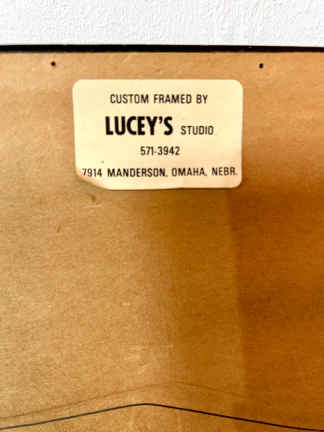 CUSTOM FRAMED BY
LUCEY'S STUDIO
571-3942
7914 MANDERSON, OMAHA, NEBR.